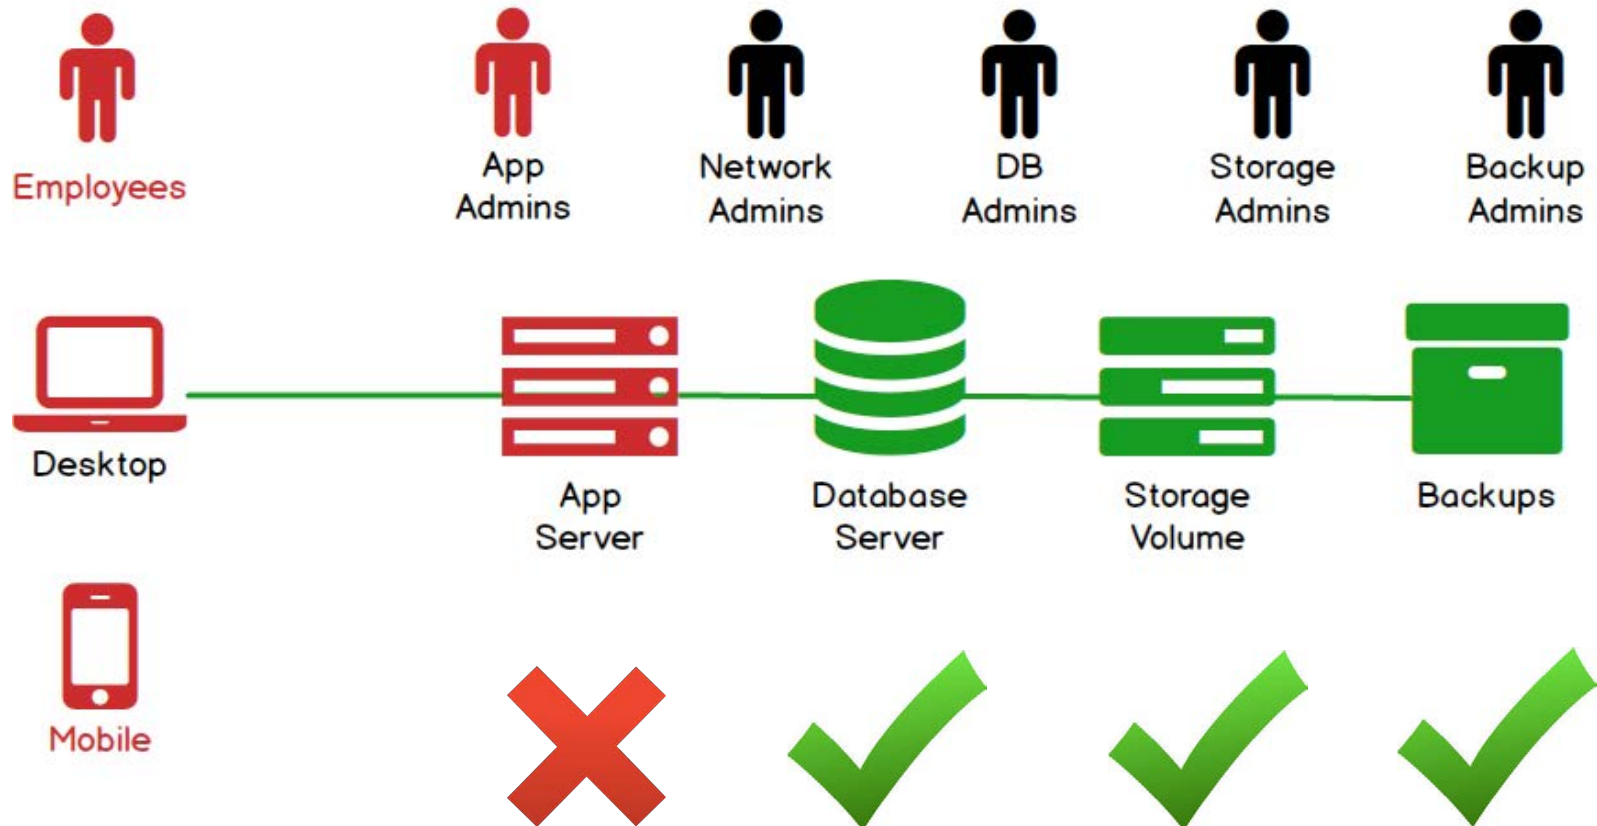 Employees
App
Admins
Network
Admins
DB
Admins
Storage
Admins
Backup
Admins
Desktop
App
Server
Database
Server
Storage
Volume
Backups
Mobile